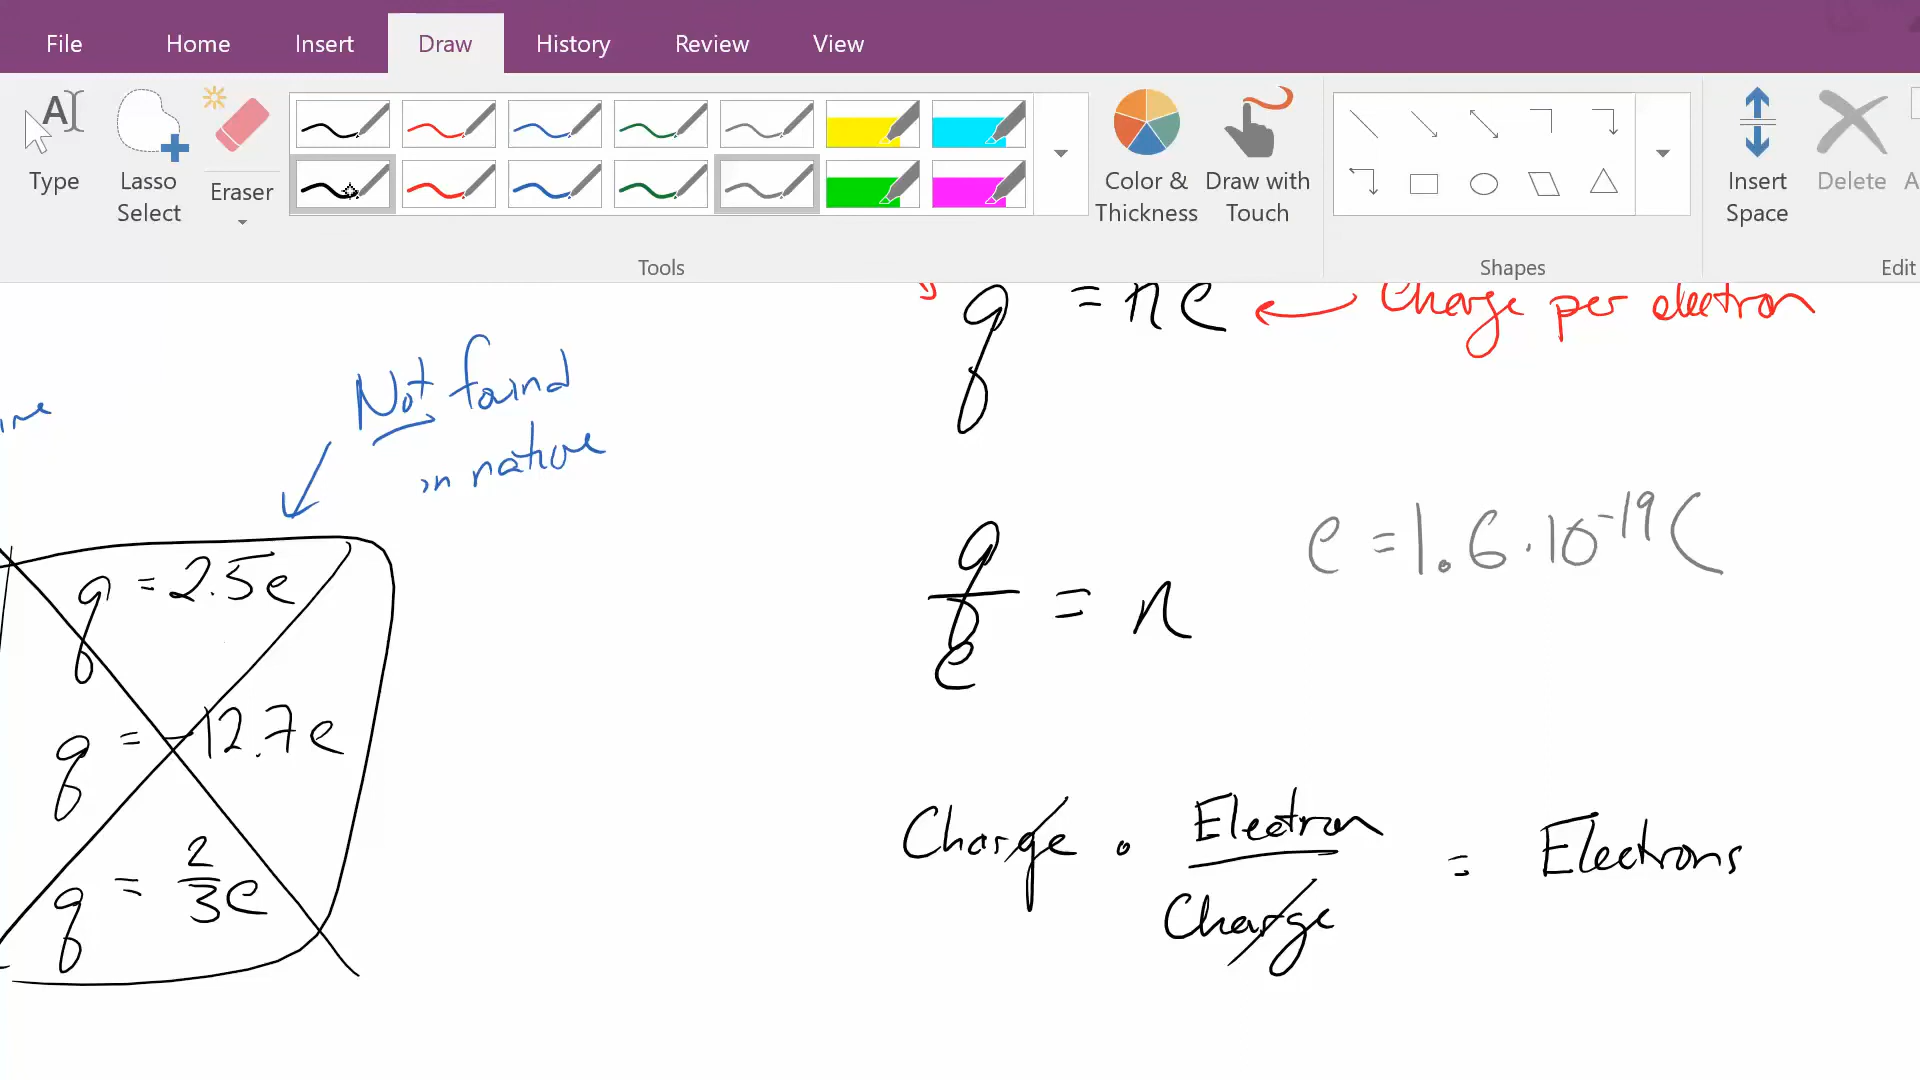 File Home Insert Draw History Review View
Type
Lasso Select
Eraser
Color & Thickness
Draw with Touch
Insert Space
Delete
Tools
Shapes
Edit
q = ne ← Charge per electron
Not found
in nature
q = 2.5e
q = -12.7e
q = 2/3 e
q/e = n
e = 1.6 · 10⁻¹⁹ C
Charge · Electron/Charge = Electrons